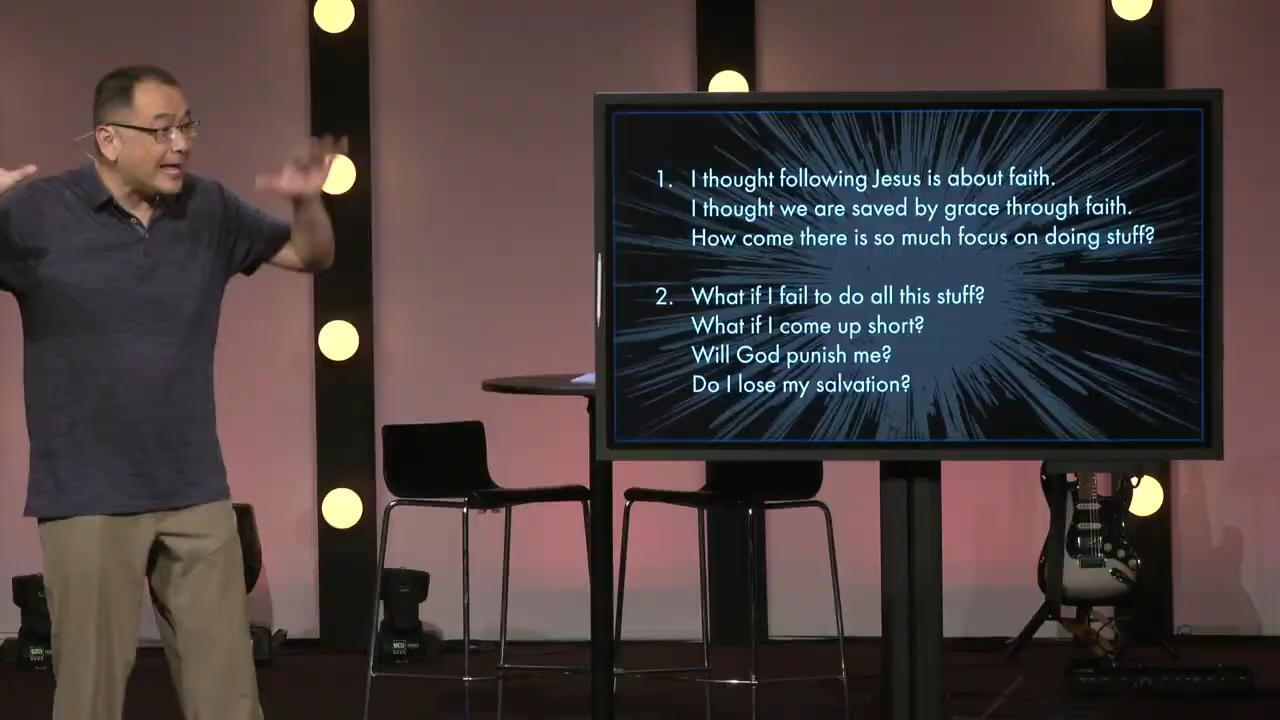 1. I thought following Jesus is about faith.
I thought we are saved by grace through faith.
How come there is so much focus on doing stuff?
2. What if I fail to do all this stuff?
What if I come up short?
Will God punish me?
Do I lose my salvation?